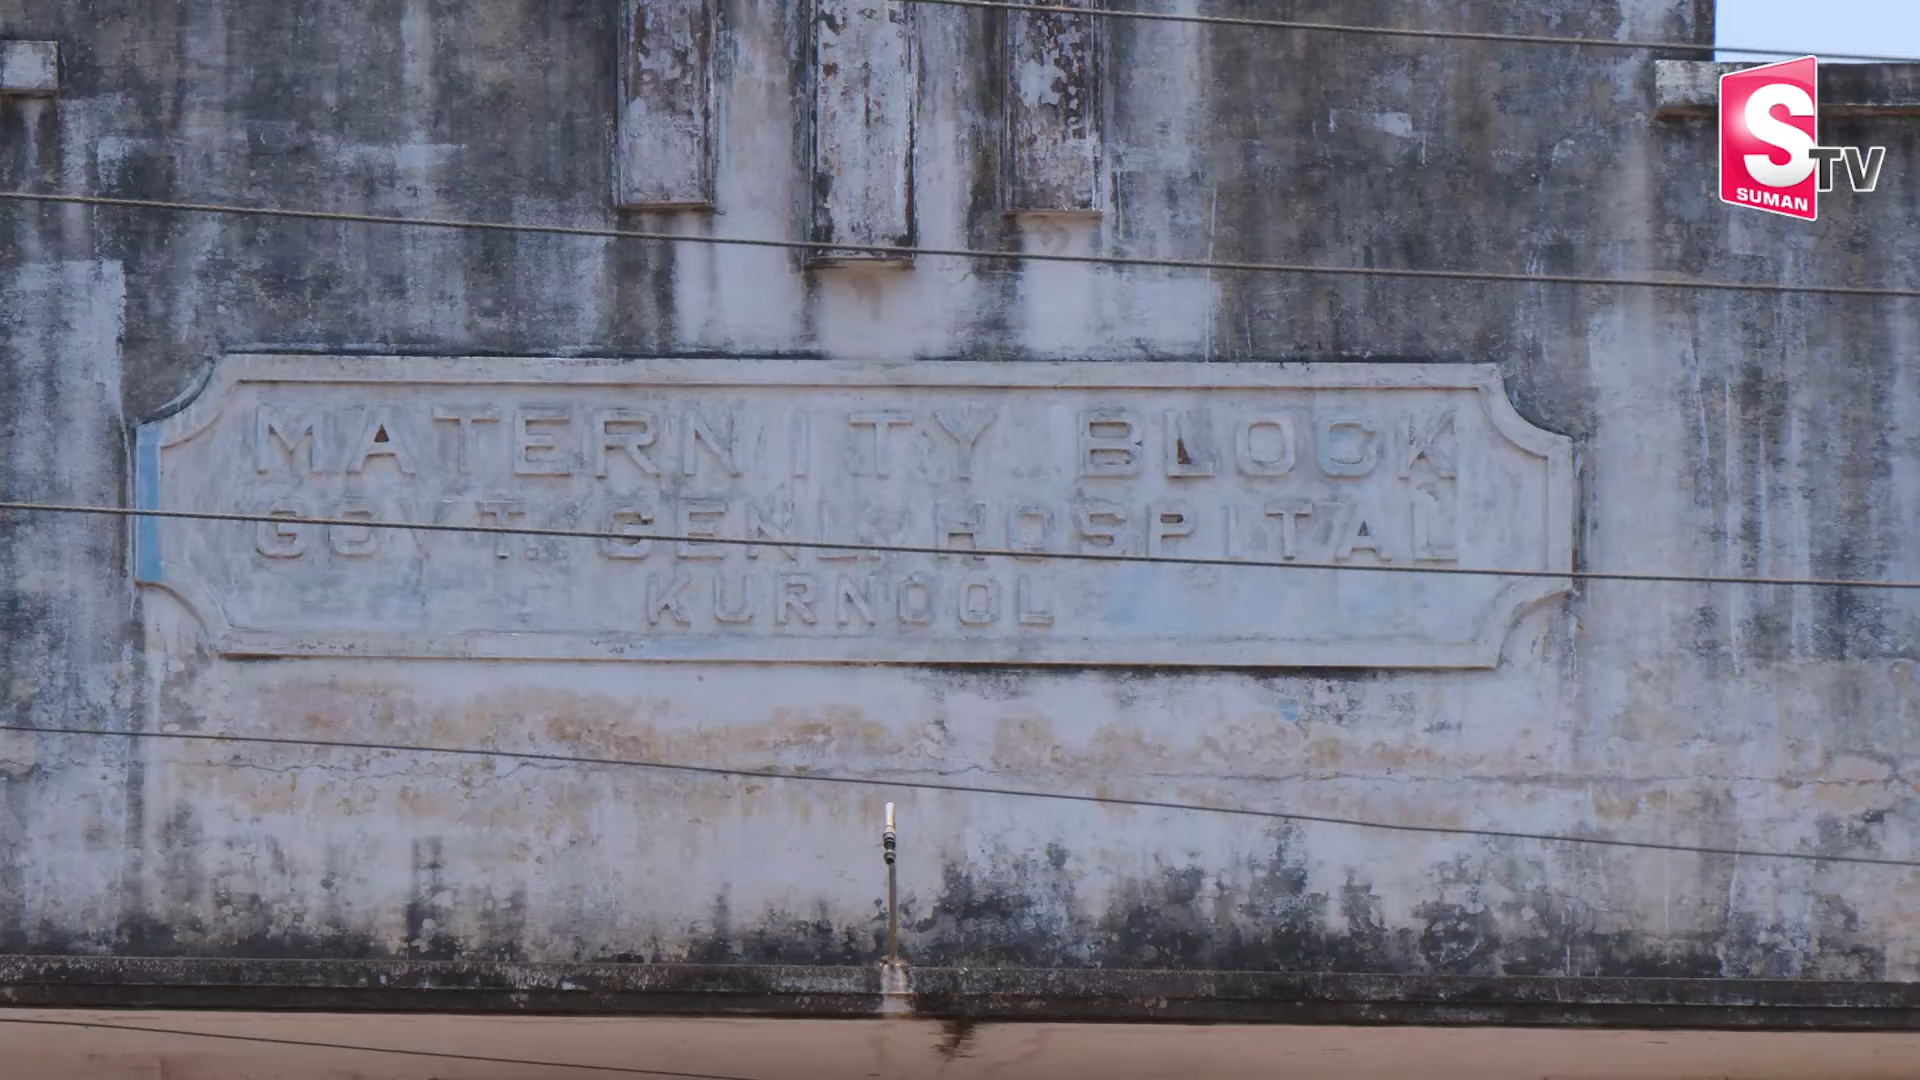 MATERNITY BLOCK
GOVT. GENL. HOSPITAL
KURNOOL
S TV
SUMAN